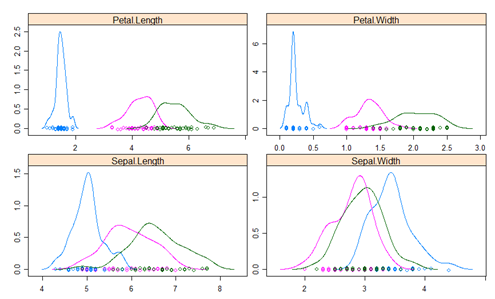 Petal.Length
Petal.Width
0.0 0.5 1.0 1.5 2.0 2.5
2 4 6
0 2 4 6
0.0 0.5 1.0 1.5 2.0 2.5 3.0
Sepal.Length
Sepal.Width
0.0 0.5 1.0 1.5
4 5 6 7 8
0.0 0.5 1.0
2 3 4